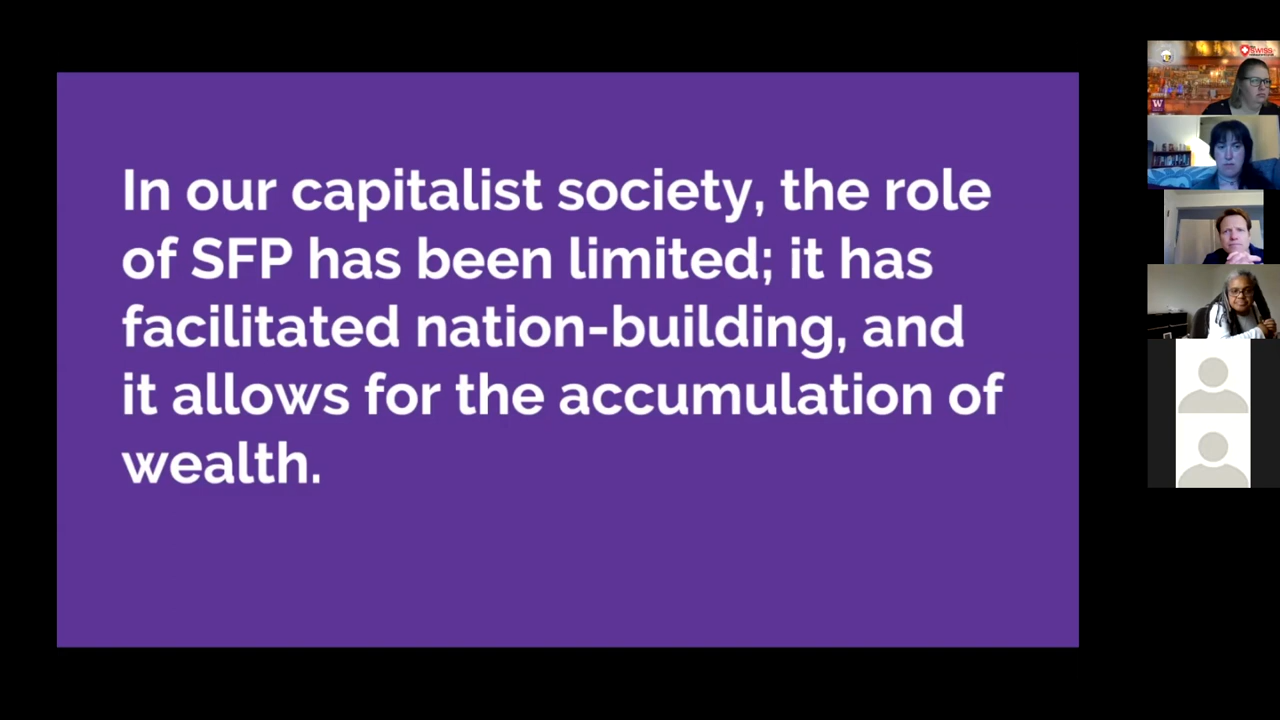 In our capitalist society, the role
of SFP has been limited; it has
facilitated nation-building, and
it allows for the accumulation of
wealth.
SWISS
W